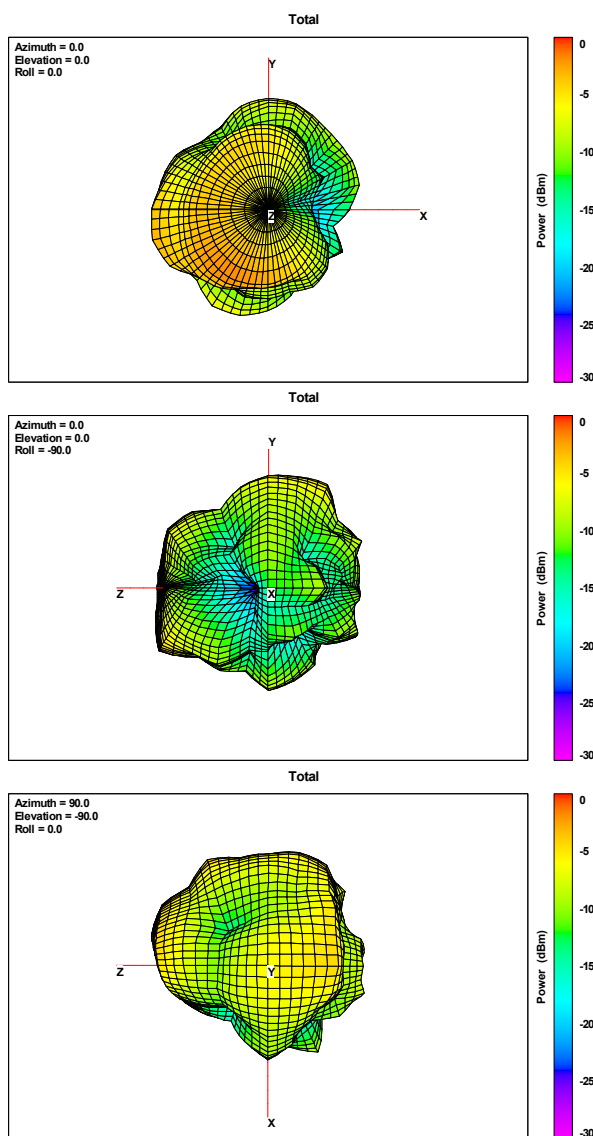 Total
Azimuth = 0.0
Elevation = 0.0
Roll = 0.0
Y
Z
X
0
-5
-10
-15
-20
-25
-30
Power (dBm)
Total
Azimuth = 0.0
Elevation = 0.0
Roll = -90.0
Y
Z
X
0
-5
-10
-15
-20
-25
-30
Power (dBm)
Total
Azimuth = 90.0
Elevation = -90.0
Roll = 0.0
Z
Y
X
0
-5
-10
-15
-20
-25
-30
Power (dBm)